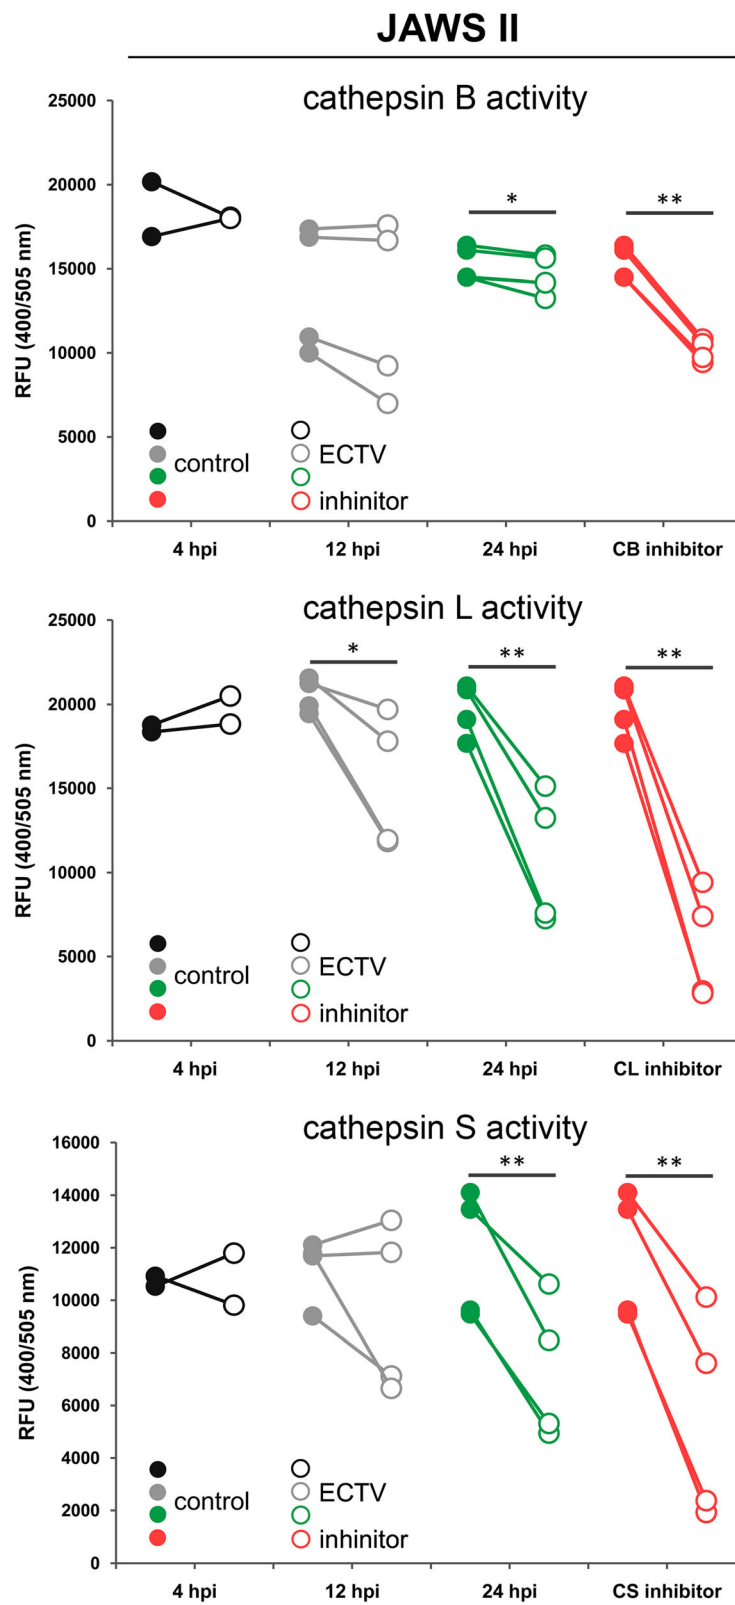 JAWS II
cathepsin B activity
25000
20000
15000
10000
5000
0
RFU (400/505 nm)
*
**
control
ECTV
inhinitor
4 hpi 12 hpi 24 hpi CB inhibitor
cathepsin L activity
25000
20000
15000
10000
5000
0
RFU (400/505 nm)
*
**
**
control
ECTV
inhinitor
4 hpi 12 hpi 24 hpi CL inhibitor
cathepsin S activity
16000
14000
12000
10000
8000
6000
4000
2000
0
RFU (400/505 nm)
**
**
control
ECTV
inhinitor
4 hpi 12 hpi 24 hpi CS inhibitor